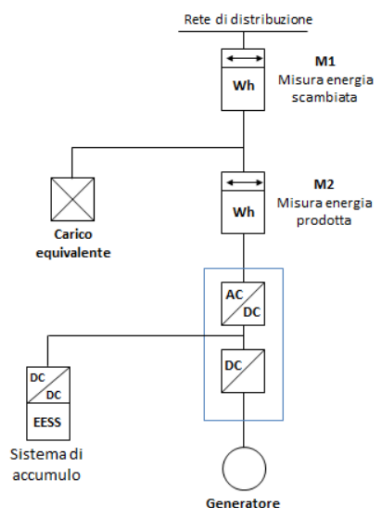 Rete di distribuzione
M1
Misura energia
scambiata
Wh
M2
Misura energia
prodotta
Wh
Carico
equivalente
AC
DC
DC
DC
DC
EESS
Sistema di
accumulo
Generatore